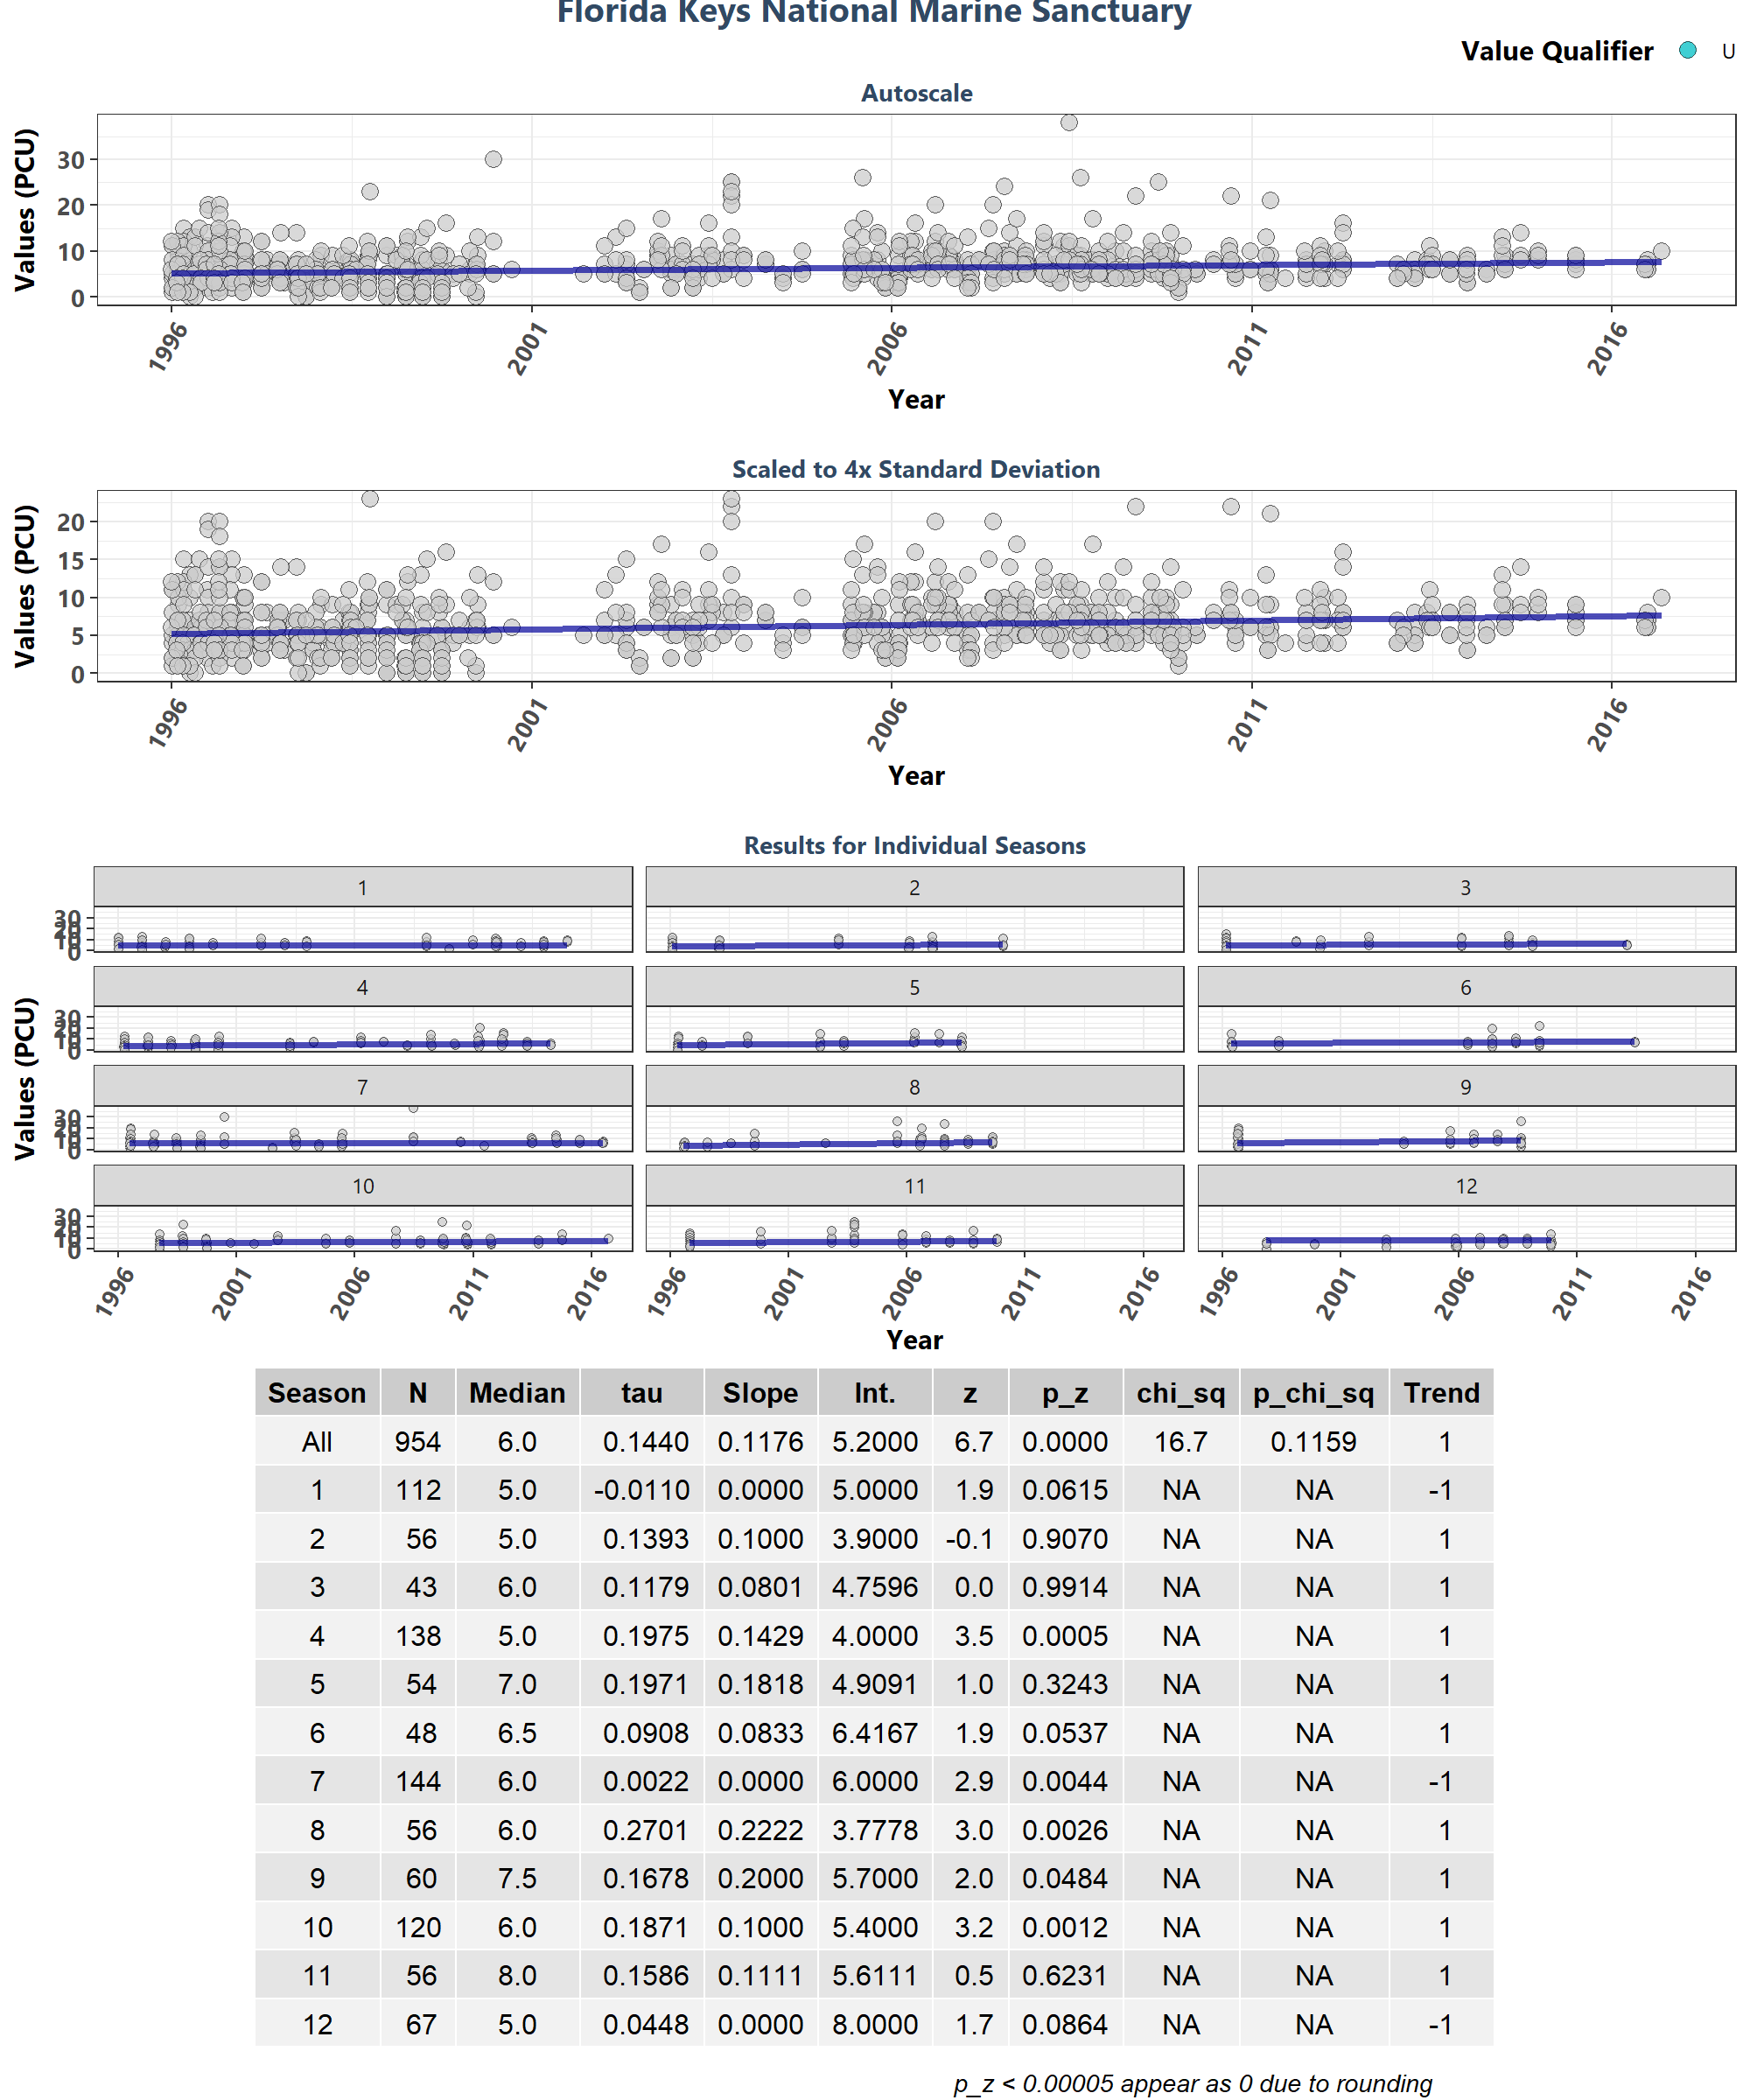 Florida Keys National Marine Sanctuary
Value Qualifier U
Autoscale
Values (PCU)
30
20
10
0
1996 2001 2006 2011 2016
Year
Scaled to 4x Standard Deviation
Values (PCU)
20
15
10
5
0
1996 2001 2006 2011 2016
Year
Results for Individual Seasons
Values (PCU)
1 2 3
30
20
10
0
4 5 6
30
20
10
0
7 8 9
30
20
10
0
10 11 12
30
20
10
0
1996 2001 2006 2011 2016 1996 2001 2006 2011 2016 1996 2001 2006 2011 2016
Year
Season N Median tau Slope Int. z p_z chi_sq p_chi_sq Trend
All 954 6.0 0.1440 0.1176 5.2000 6.7 0.0000 16.7 0.1159 1
1 112 5.0 -0.0110 0.0000 5.0000 1.9 0.0615 NA NA -1
2 56 5.0 0.1393 0.1000 3.9000 -0.1 0.9070 NA NA 1
3 43 6.0 0.1179 0.0801 4.7596 0.0 0.9914 NA NA 1
4 138 5.0 0.1975 0.1429 4.0000 3.5 0.0005 NA NA 1
5 54 7.0 0.1971 0.1818 4.9091 1.0 0.3243 NA NA 1
6 48 6.5 0.0908 0.0833 6.4167 1.9 0.0537 NA NA 1
7 144 6.0 0.0022 0.0000 6.0000 2.9 0.0044 NA NA -1
8 56 6.0 0.2701 0.2222 3.7778 3.0 0.0026 NA NA 1
9 60 7.5 0.1678 0.2000 5.7000 2.0 0.0484 NA NA 1
10 120 6.0 0.1871 0.1000 5.4000 3.2 0.0012 NA NA 1
11 56 8.0 0.1586 0.1111 5.6111 0.5 0.6231 NA NA 1
12 67 5.0 0.0448 0.0000 8.0000 1.7 0.0864 NA NA -1
p_z < 0.00005 appear as 0 due to rounding